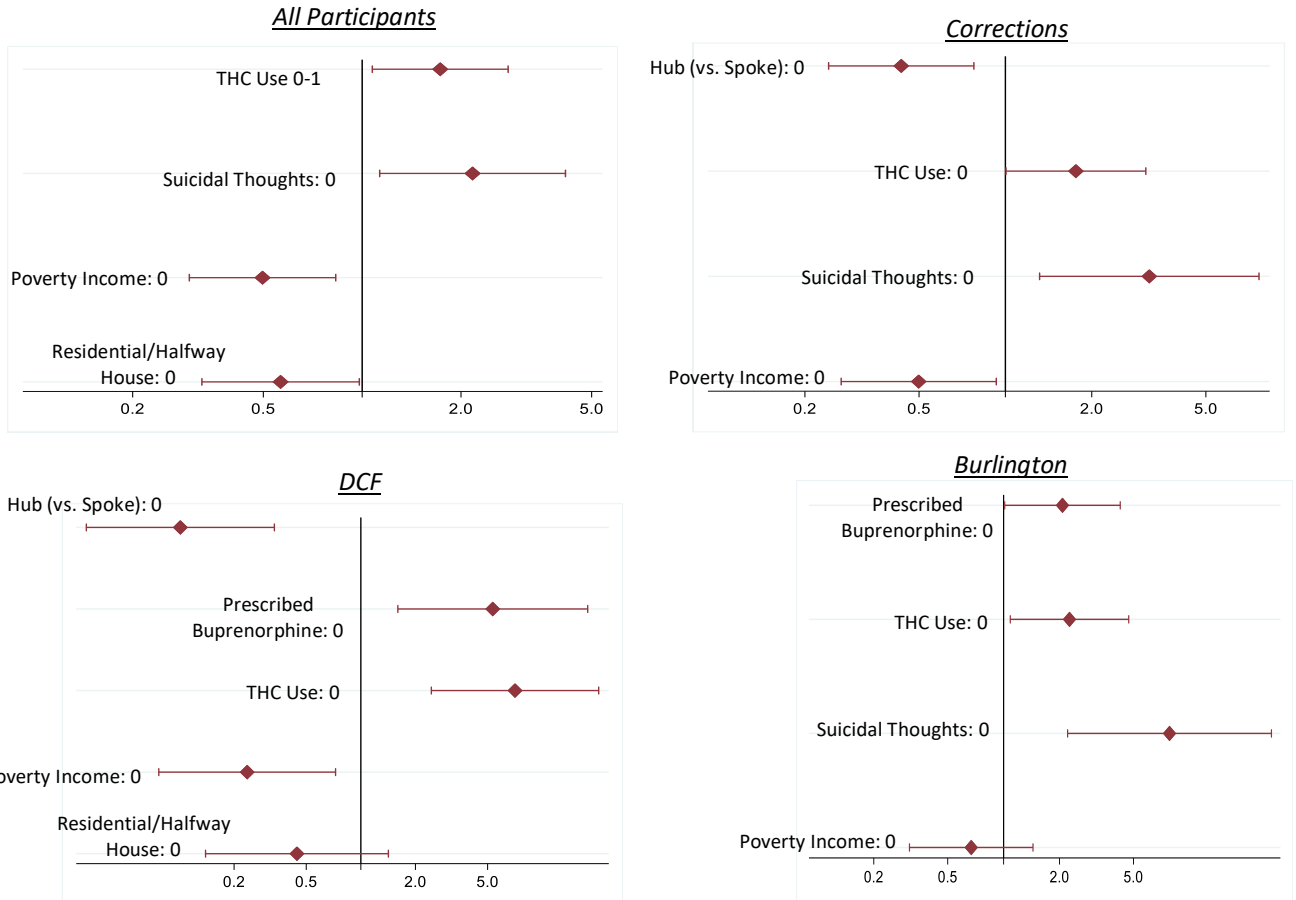 All Participants
THC Use 0-1
Suicidal Thoughts: 0
Poverty Income: 0
Residential/Halfway
House: 0
0.2 0.5 2.0 5.0
Corrections
Hub (vs. Spoke): 0
THC Use: 0
Suicidal Thoughts: 0
Poverty Income: 0
0.2 0.5 2.0 5.0
DCF
Hub (vs. Spoke): 0
Prescribed
Buprenorphine: 0
THC Use: 0
overty Income: 0
Residential/Halfway
House: 0
0.2 0.5 2.0 5.0
Burlington
Prescribed
Buprenorphine: 0
THC Use: 0
Suicidal Thoughts: 0
Poverty Income: 0
0.2 0.5 2.0 5.0